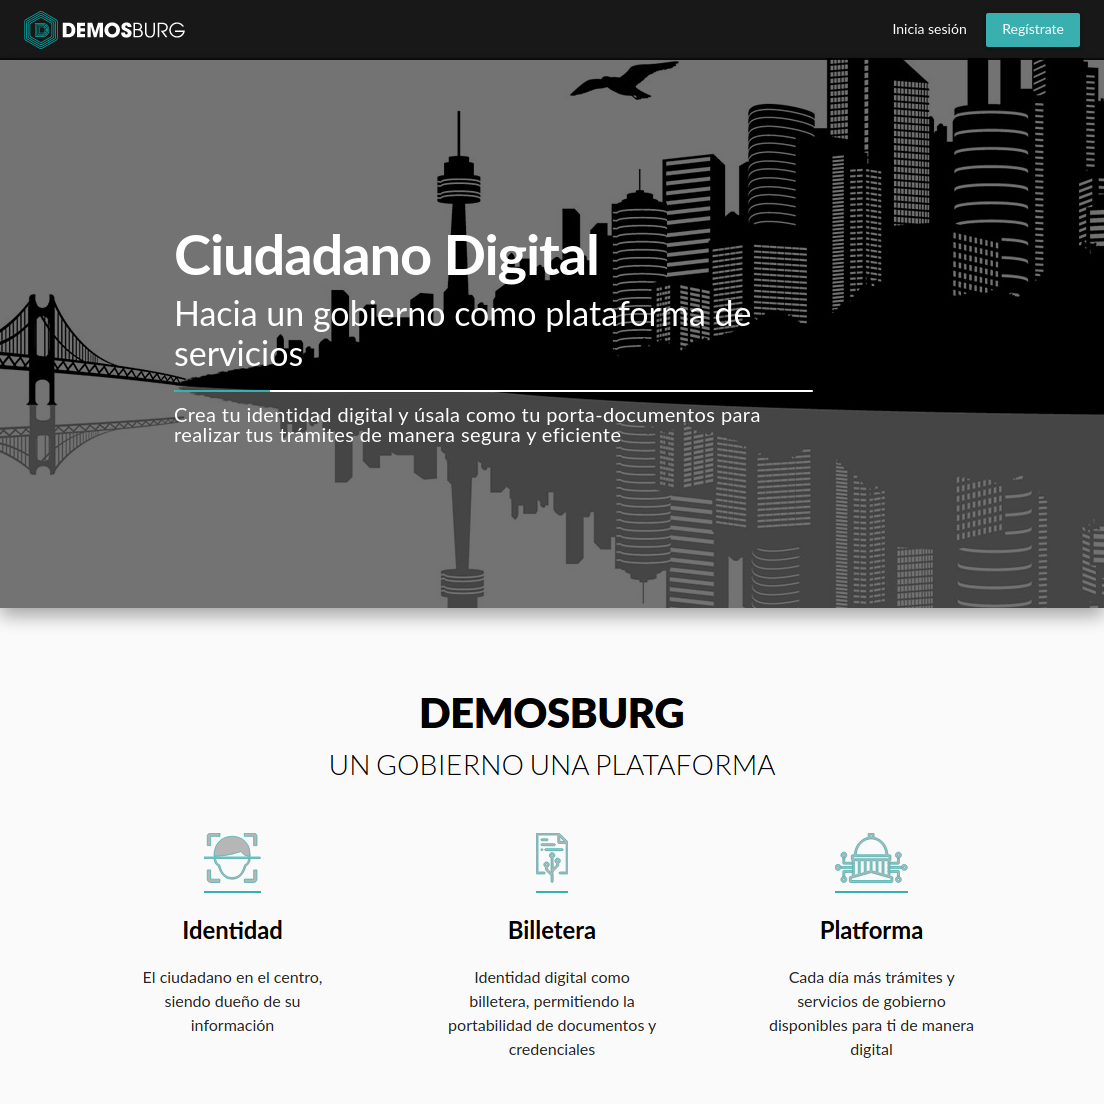 DEMOSBURG
Inicia sesión
Regístrate
Ciudadano Digital
Hacia un gobierno como plataforma de
servicios
Crea tu identidad digital y úsala como tu porta-documentos para
realizar tus trámites de manera segura y eficiente
DEMOSBURG
UN GOBIERNO UNA PLATAFORMA
Identidad
El ciudadano en el centro,
siendo dueño de su
información
Billetera
Identidad digital como
billetera, permitiendo la
portabilidad de documentos y
credenciales
Platforma
Cada día más trámites y
servicios de gobierno
disponibles para ti de manera
digital